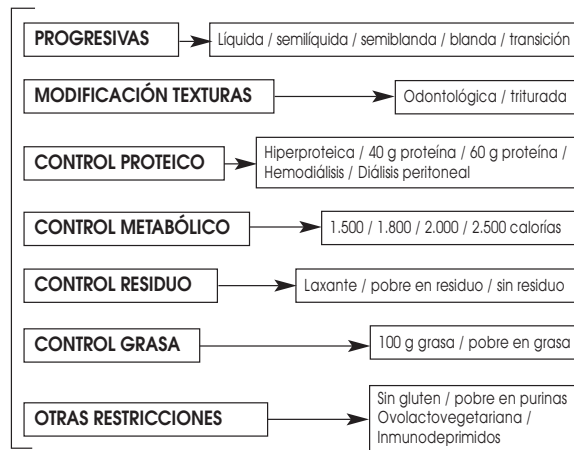 PROGRESIVAS
Líquida / semilíquida / semiblanda / blanda / transición
MODIFICACIÓN TEXTURAS
Odontológica / triturada
CONTROL PROTEICO
Hiperproteica / 40 g proteína / 60 g proteína /
Hemodiálisis / Diálisis peritoneal
CONTROL METABÓLICO
1.500 / 1.800 / 2.000 / 2.500 calorías
CONTROL RESIDUO
Laxante / pobre en residuo / sin residuo
CONTROL GRASA
100 g grasa / pobre en grasa
OTRAS RESTRICCIONES
Sin gluten / pobre en purinas
Ovolactovegetariana /
Inmunodeprimidos